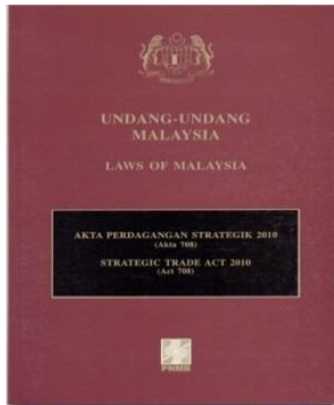 UNDANG-UNDANG
MALAYSIA
LAWS OF MALAYSIA
AKTA PERDAGANGAN STRATEGIK 2010
(Akta 708)
STRATEGIC TRADE ACT 2010
(Act 708)
PNMB